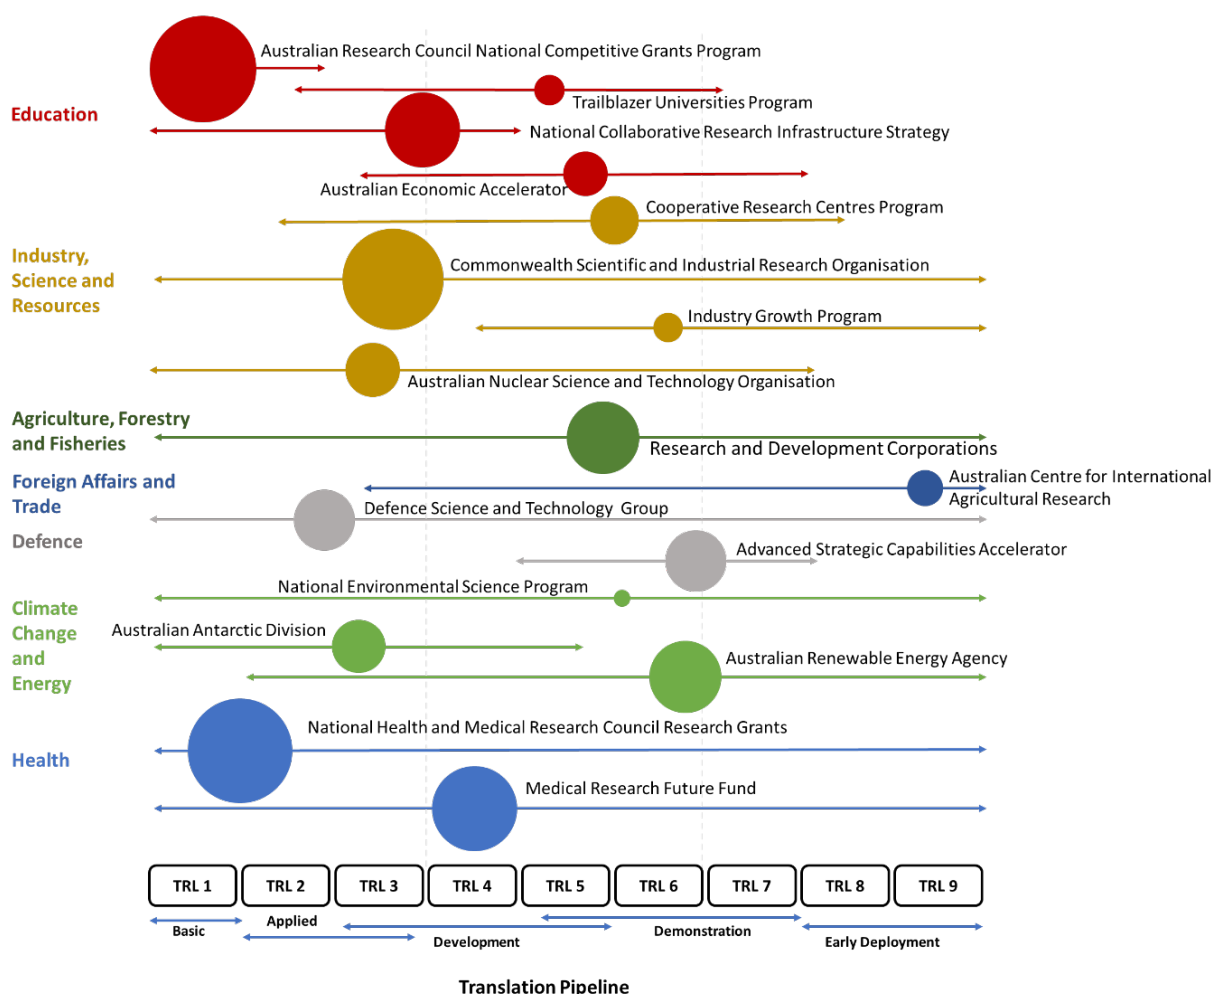 Australian Research Council National Competitive Grants Program
Trailblazer Universities Program
Education
National Collaborative Research Infrastructure Strategy
Australian Economic Accelerator
Cooperative Research Centres Program
Industry,
Science and
Resources
Commonwealth Scientific and Industrial Research Organisation
Industry Growth Program
Australian Nuclear Science and Technology Organisation
Agriculture, Forestry
and Fisheries
Research and Development Corporations
Foreign Affairs and
Trade
Australian Centre for International
Agricultural Research
Defence Science and Technology Group
Defence
Advanced Strategic Capabilities Accelerator
National Environmental Science Program
Climate
Change
and
Energy
Australian Antarctic Division
Australian Renewable Energy Agency
National Health and Medical Research Council Research Grants
Health
Medical Research Future Fund
TRL 1 TRL 2 TRL 3 TRL 4 TRL 5 TRL 6 TRL 7 TRL 8 TRL 9
Basic Applied Development Demonstration Early Deployment
Translation Pipeline